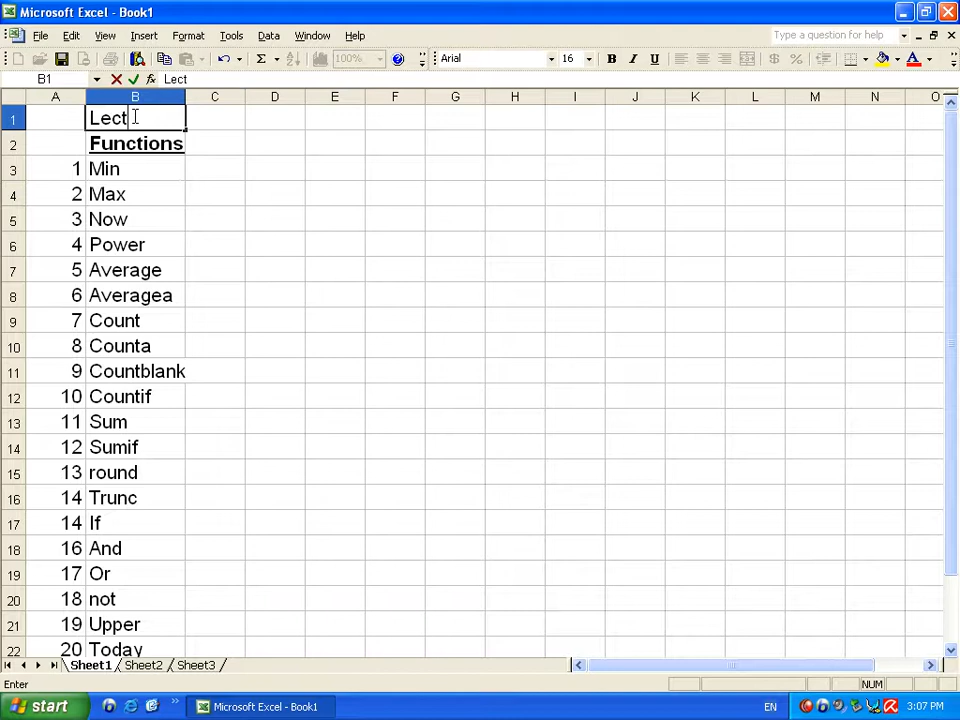 Microsoft Excel - Book1
File Edit View Insert Format Tools Data Window Help Type a question for help
100% Arial 16 B I U $ %
B1 fx Lect
A B C D E F G H I J K L M N O
1 Lect
2 Functions
3 1 Min
4 2 Max
5 3 Now
6 4 Power
7 5 Average
8 6 Averagea
9 7 Count
10 8 Counta
11 9 Countblank
12 10 Countif
13 11 Sum
14 12 Sumif
15 13 round
16 14 Trunc
17 14 If
18 16 And
19 17 Or
20 18 not
21 19 Upper
22 20 Today
Sheet1 Sheet2 Sheet3
Enter NUM
start Microsoft Excel - Book1 EN 3:07 PM